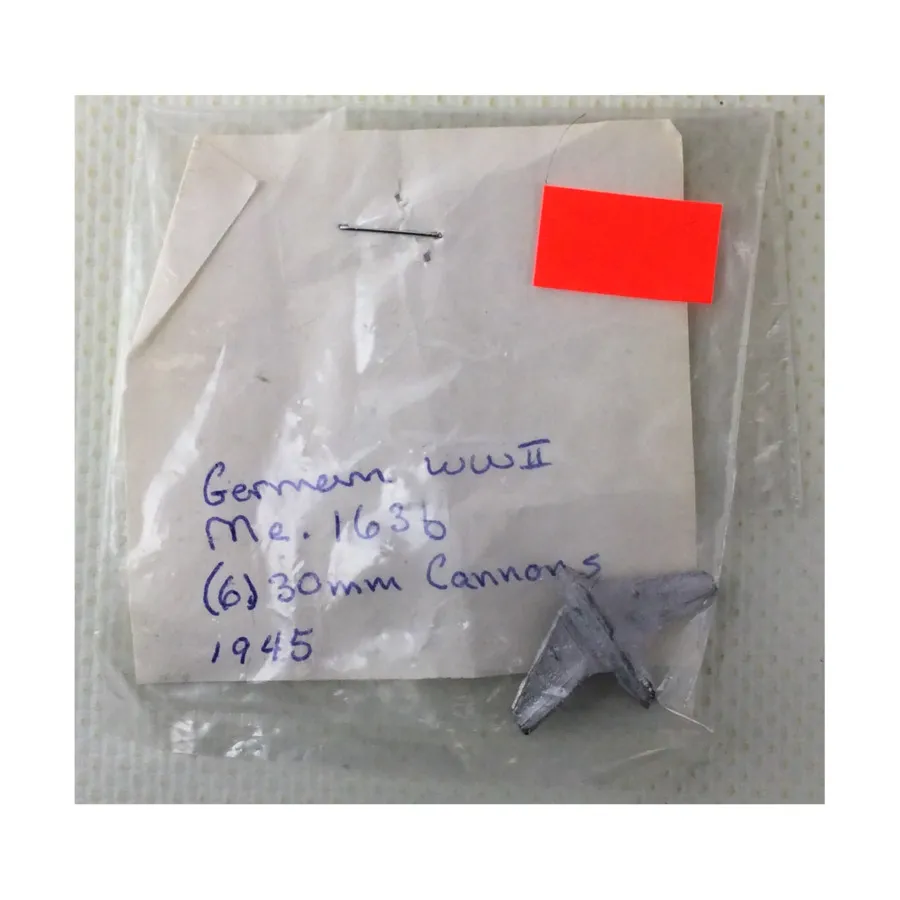 German WWII
Me. 163b
(6) 30mm Cannons
1945